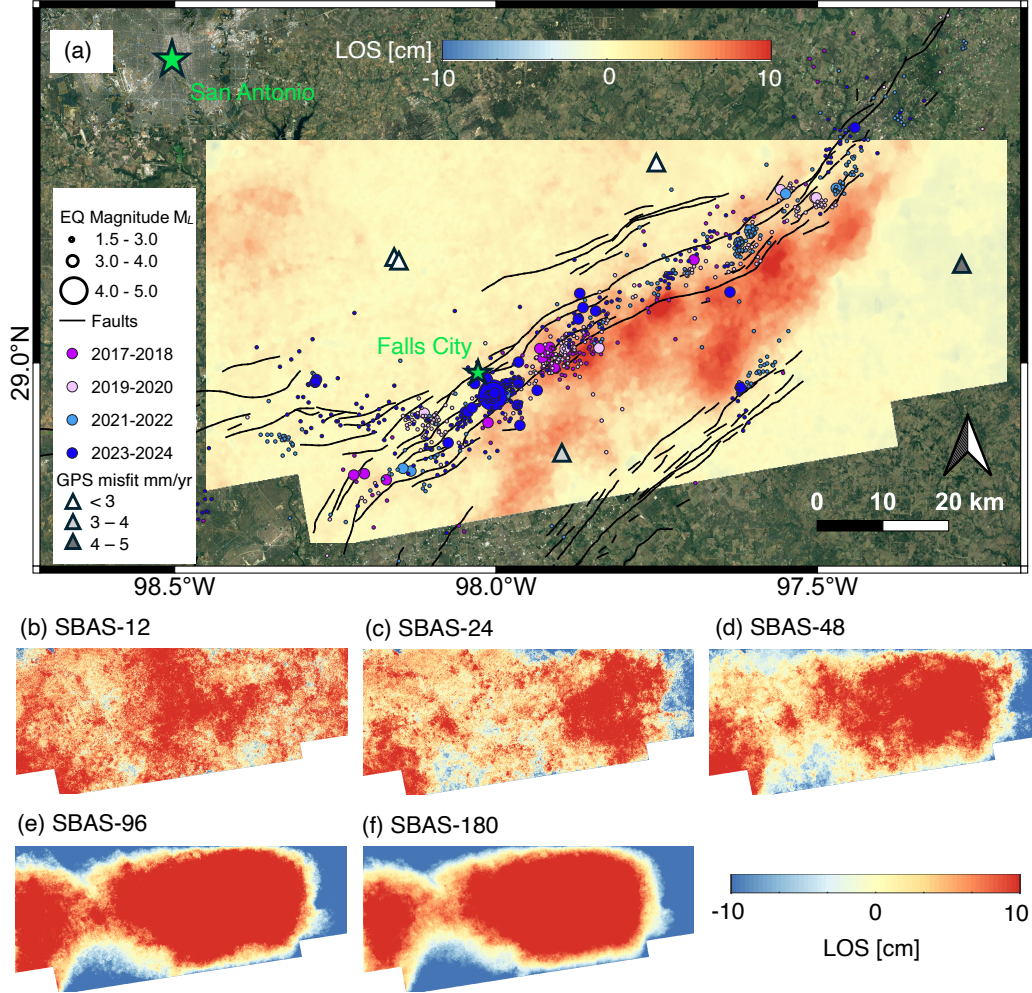 (a)
LOS [cm]
-10 0 10
San Antonio
EQ Magnitude M_L
1.5 - 3.0
3.0 - 4.0
4.0 - 5.0
Faults
2017-2018
2019-2020
2021-2022
2023-2024
GPS misfit mm/yr
< 3
3 – 4
4 – 5
Falls City
29.0°N
0 10 20 km
98.5°W 98.0°W 97.5°W
(b) SBAS-12 (c) SBAS-24 (d) SBAS-48
(e) SBAS-96 (f) SBAS-180
-10 0 10
LOS [cm]